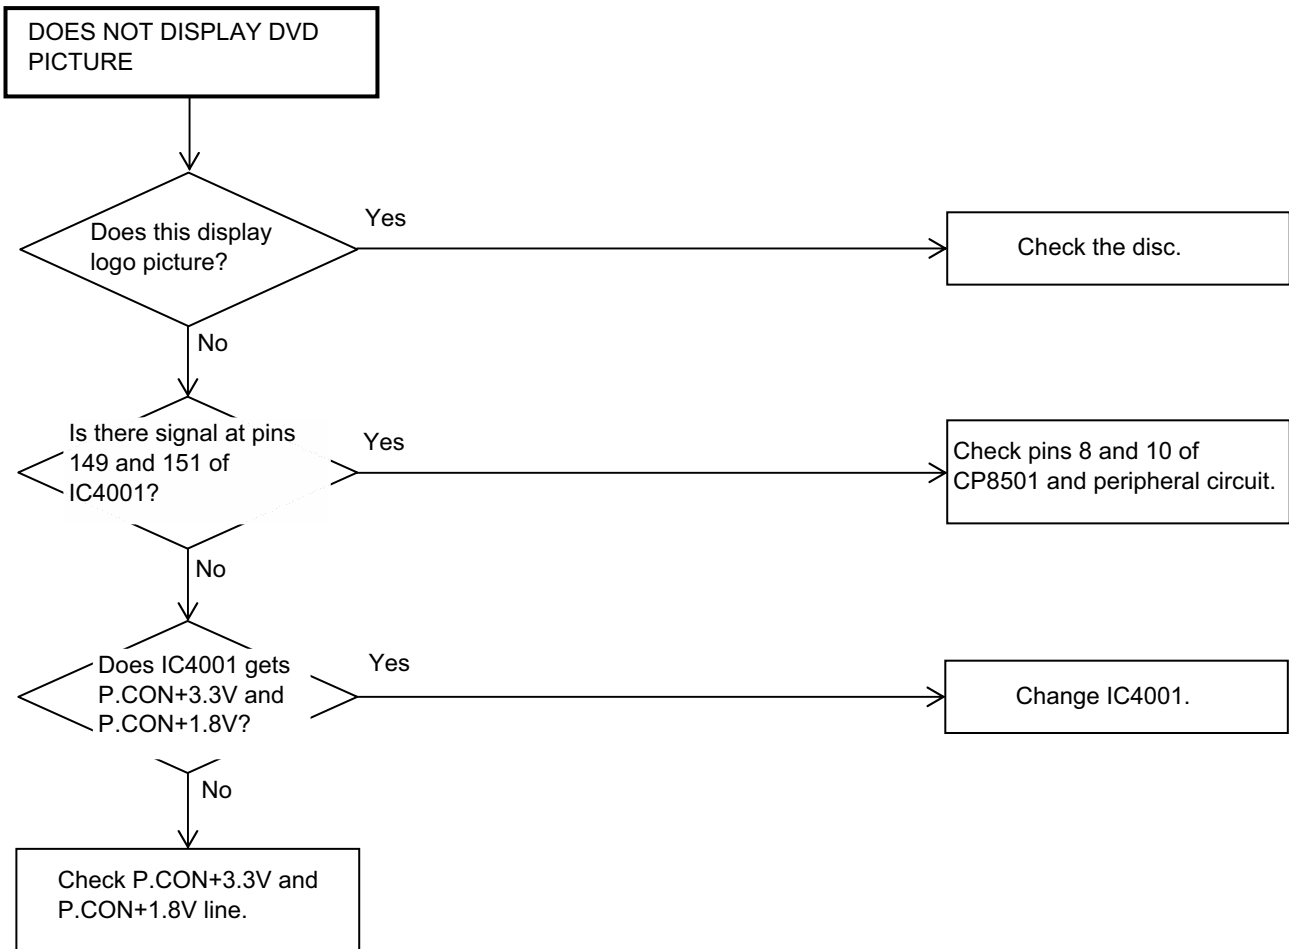 DOES NOT DISPLAY DVD
PICTURE
Does this display
logo picture?
Yes
Check the disc.
No
Is there signal at pins
149 and 151 of
IC4001?
Yes
Check pins 8 and 10 of
CP8501 and peripheral circuit.
No
Does IC4001 gets
P.CON+3.3V and
P.CON+1.8V?
Yes
Change IC4001.
No
Check P.CON+3.3V and
P.CON+1.8V line.